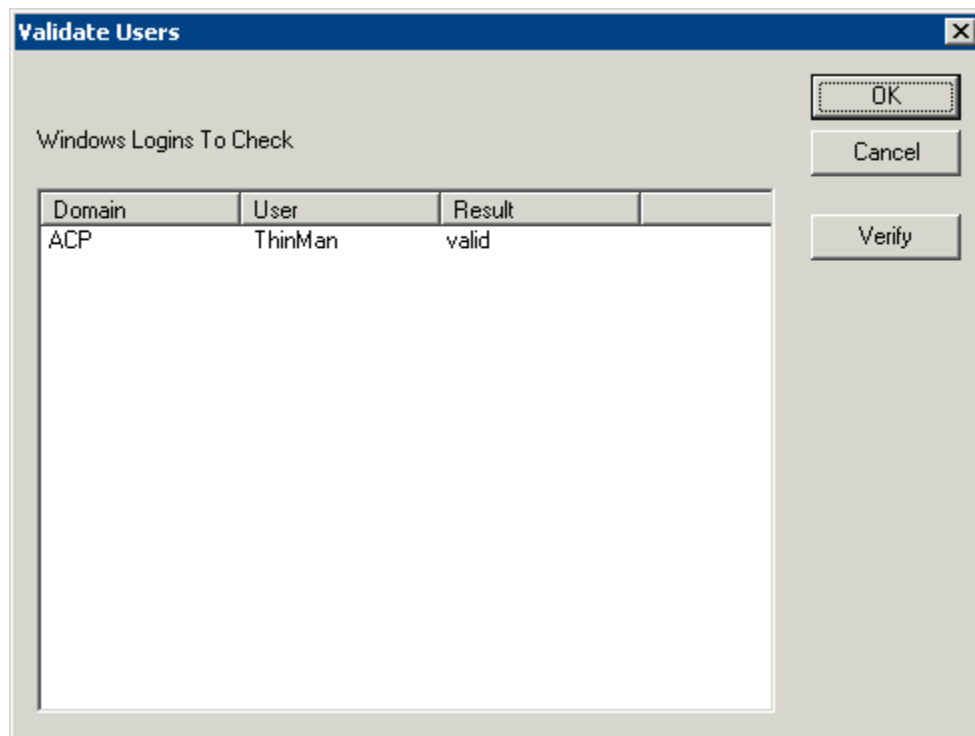 Validate Users
OK
Windows Logins To Check
Cancel
Domain User Result
Verify
ACP ThinMan valid